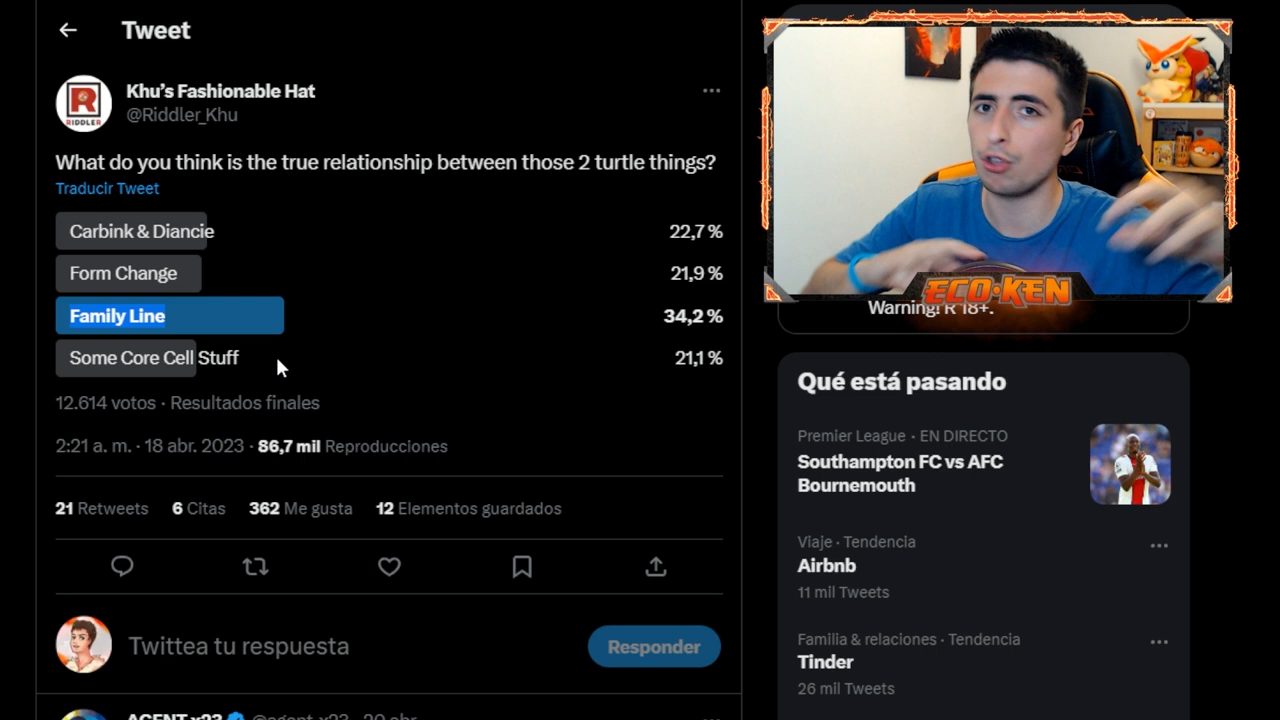 Tweet
Khu's Fashionable Hat
@Riddler_Khu
RIDDLER
What do you think is the true relationship between those 2 turtle things?
Traducir Tweet
Carbink & Diancie 22,7 %
Form Change 21,9 %
Family Line 34,2 %
Some Core Cell Stuff 21,1 %
12.614 votos · Resultados finales
2:21 a. m. · 18 abr. 2023 · 86,7 mil Reproducciones
21 Retweets 6 Citas 362 Me gusta 12 Elementos guardados
Twittea tu respuesta
Responder
AGENT x23 @agent_x23 · 20 abr.
ECO·KEN
Warning! R 18+.
Qué está pasando
Premier League · EN DIRECTO
Southampton FC vs AFC
Bournemouth
Viaje · Tendencia
Airbnb
11 mil Tweets
Familia & relaciones · Tendencia
Tinder
26 mil Tweets